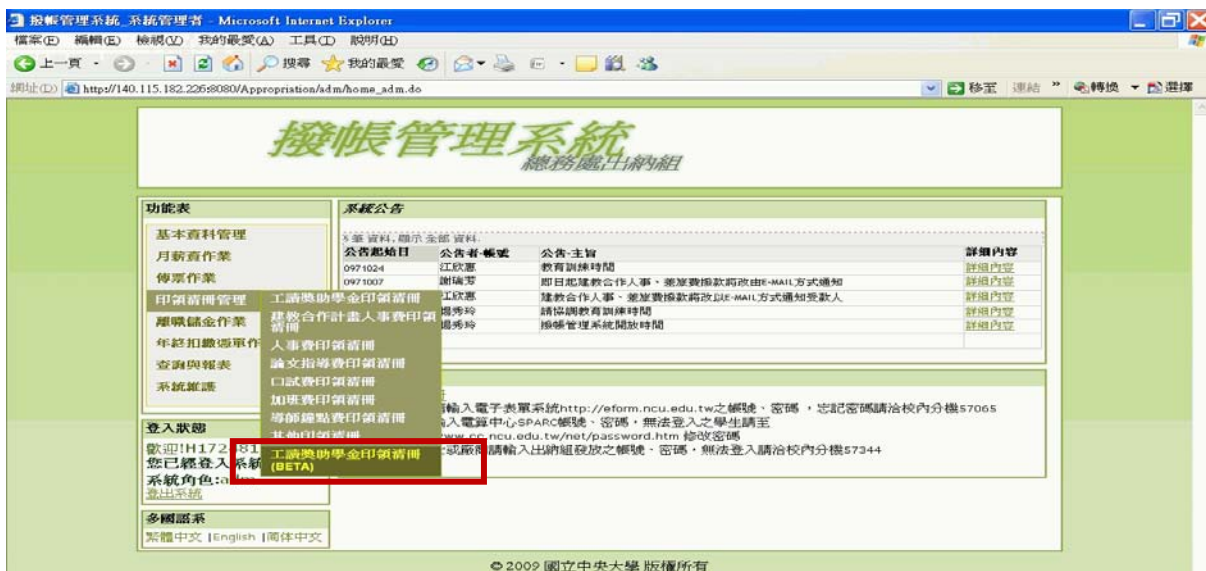 撥帳管理系統_系統管理者 - Microsoft Internet Explorer
檔案(F) 編輯(E) 檢視(V) 我的最愛(A) 工具(T) 說明(H)
上一頁 搜尋 我的最愛
網址(D) http://140.115.182.226:8080/Appropriation/adm/home_adm.do 移至 連結 » 轉換 選擇
撥帳管理系統
總務處出納組
功能表
基本資料管理
月薪資作業
傳票作業
印領清冊管理
離職儲金作業
年終扣繳憑單作
查詢與報表
系統維護
工讀獎助學金印領清冊
建教合作計畫人事費印領清冊
人事費印領清冊
論文指導費印領清冊
口試費印領清冊
加班費印領清冊
導師鐘點費印領清冊
其他印領清冊
工讀獎助學金印領清冊
(BETA)
系統公告
5 筆 資料, 顯示 全部 資料.
公告起始日 公告者-帳號 公告-主旨 詳細內容
0971024 江欣惠 教育訓練時間 詳細內容
0971007 謝瑞芳 即日起建教合作人事、差旅費撥款將改由E-MAIL方式通知 詳細內容
江欣惠 建教合作人事、差旅費撥款將改以E-MAIL方式通知受款人 詳細內容
楊秀玲 請協調教育訓練時間 詳細內容
楊秀玲 撥帳管理系統開放時間 詳細內容
輸入電子表單系統http://eform.ncu.edu.tw之帳號、密碼，忘記密碼請洽校內分機57065
入電算中心SPARC帳號、密碼，無法登入之學生請至
www.cc.ncu.edu.tw/net/password.htm 修改密碼
或廠商請輸入出納組發放之帳號、密碼，無法登入請洽校內分機57344
登入狀態
歡迎!H172
您已經登入系統
系統角色:
登出系統
多國語系
繁體中文 |English |简体中文
© 2009 國立中央大學 版權所有